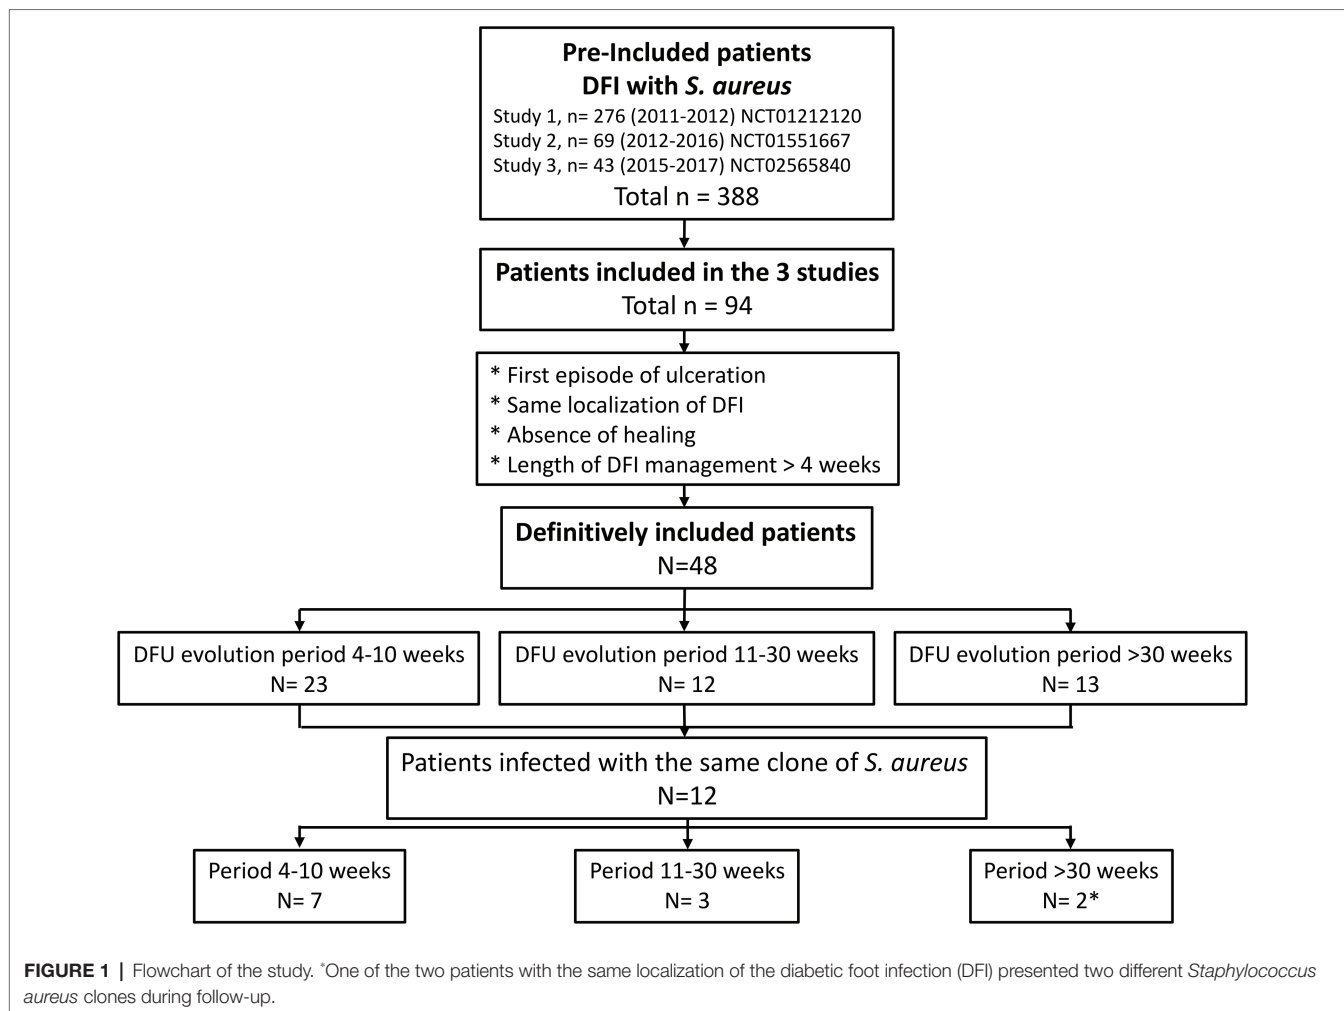 Pre-Included patients
DFI with S. aureus
Study 1, n= 276 (2011-2012) NCT01212120
Study 2, n= 69 (2012-2016) NCT01551667
Study 3, n= 43 (2015-2017) NCT02565840
Total n = 388
Patients included in the 3 studies
Total n = 94
* First episode of ulceration
* Same localization of DFI
* Absence of healing
* Length of DFI management > 4 weeks
Definitively included patients
N=48
DFU evolution period 4-10 weeks
N= 23
DFU evolution period 11-30 weeks
N= 12
DFU evolution period >30 weeks
N= 13
Patients infected with the same clone of S. aureus
N=12
Period 4-10 weeks
N= 7
Period 11-30 weeks
N= 3
Period >30 weeks
N= 2*
FIGURE 1 | Flowchart of the study. *One of the two patients with the same localization of the diabetic foot infection (DFI) presented two different Staphylococcus
aureus clones during follow-up.